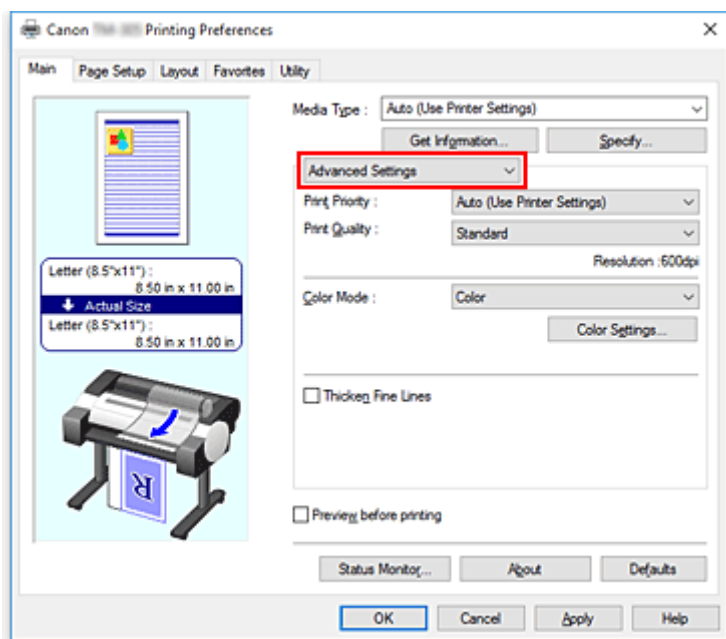 Canon Printing Preferences
Main Page Setup Layout Favorites Utility
Media Type : Auto (Use Printer Settings)
Get Information... Specify...
Advanced Settings
Print Priority : Auto (Use Printer Settings)
Print Quality : Standard
Resolution :600dpi
Letter (8.5"x11") :
8.50 in x 11.00 in
Actual Size
Letter (8.5"x11") :
8.50 in x 11.00 in
Color Mode : Color
Color Settings...
Thicken Fine Lines
R
Preview before printing
Status Monitor... About Defaults
OK Cancel Apply Help